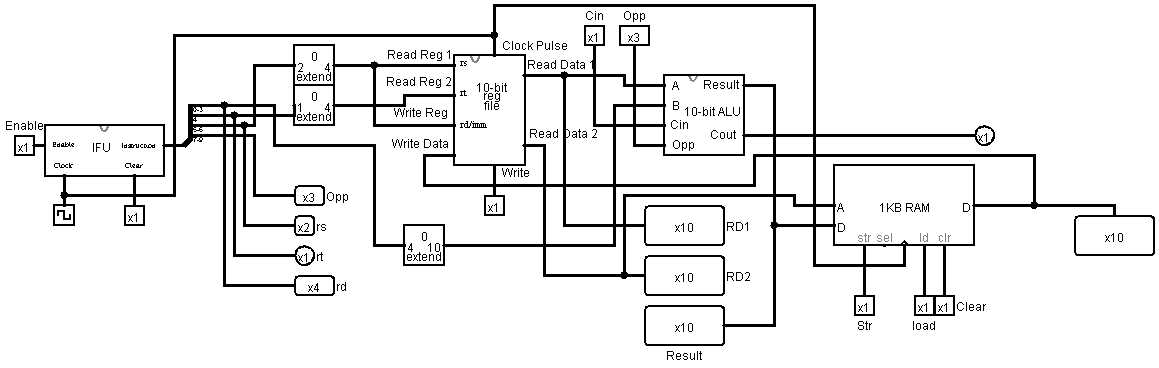 Cin
Opp
x1
x3
Clock Pulse
Read Reg 1
Read Data 1
0
2 4
extend
rs
Read Reg 2
rt
10-bit
reg
file
Write Reg
rd/imm
0
1 4
extend
A
Result
B
10-bit ALU
Cin
Cout
Opp
x1
Enable
x1
Enable
IFU
Instruction
Clock
Clear
x1
Write Data
Read Data 2
Write
x1
x3
Opp
x2
rs
x1
rt
x4
rd
0
4 10
extend
x10
RD1
x10
RD2
x10
Result
A
1KB RAM
D
D
str
sel
ld
clr
x10
x1
x1
x1
Clear
Str
load